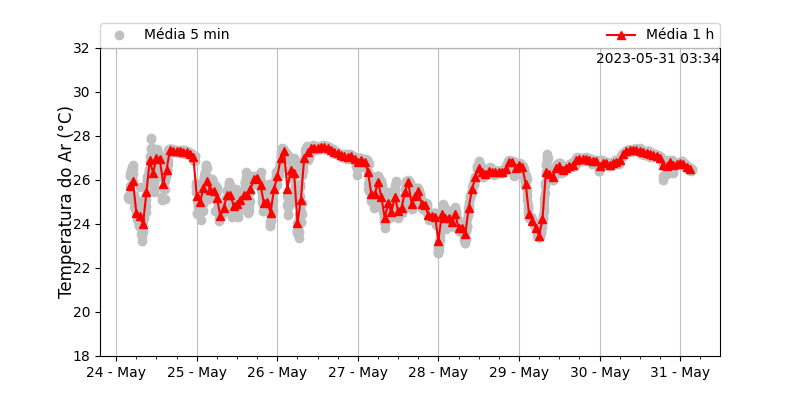 Média 5 min
Média 1 h
2023-05-31 03:34
Temperatura do Ar (°C)
32
30
28
26
24
22
20
18
24 - May
25 - May
26 - May
27 - May
28 - May
29 - May
30 - May
31 - May